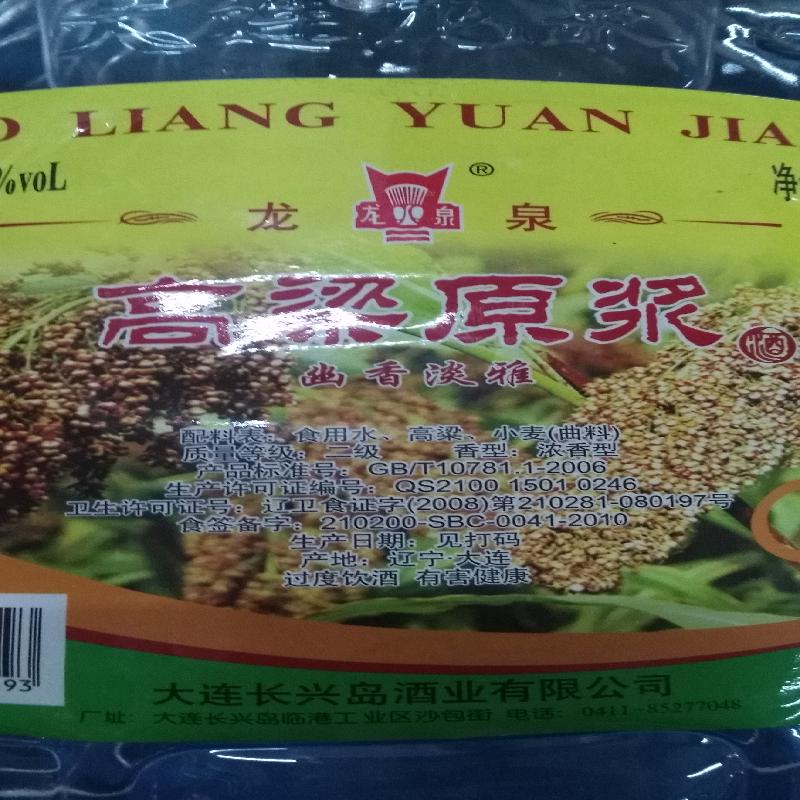 O LIANG YUAN JIA
%voL
净
龙 龙泉 ® 泉
高粱原浆 酒
幽香淡雅
配料表：食用水、高粱、小麦(曲料)
质量等级：二级 香型：浓香型
产品标准号：GB/T10781.1-2006
生产许可证编号：QS2100 1501 0246
卫生许可证号：辽卫食证字(2008)第210281-080197号
食签备字：210200-SBC-0041-2010
生产日期：见打码
产地：辽宁·大连
过度饮酒 有害健康
93
大连长兴岛酒业有限公司
厂址：大连长兴岛临港工业区沙包街 电话：0411-85277048